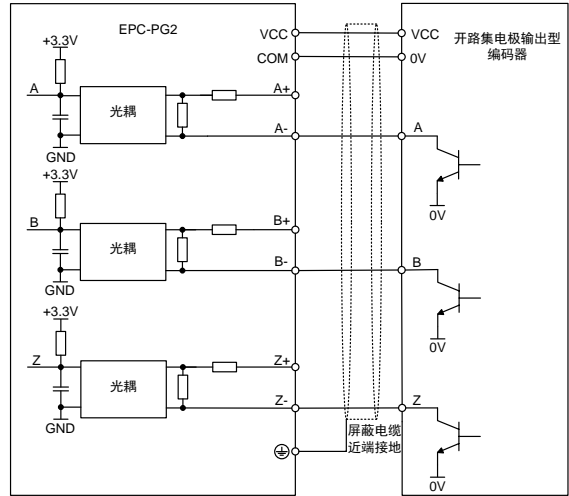 EPC-PG2
开路集电极输出型
编码器
VCC
VCC
COM
0V
+3.3V
A
光耦
A+
A-
A
GND
0V
+3.3V
B
光耦
B+
B-
B
GND
0V
+3.3V
Z
光耦
Z+
Z-
Z
GND
屏蔽电缆
近端接地
0V